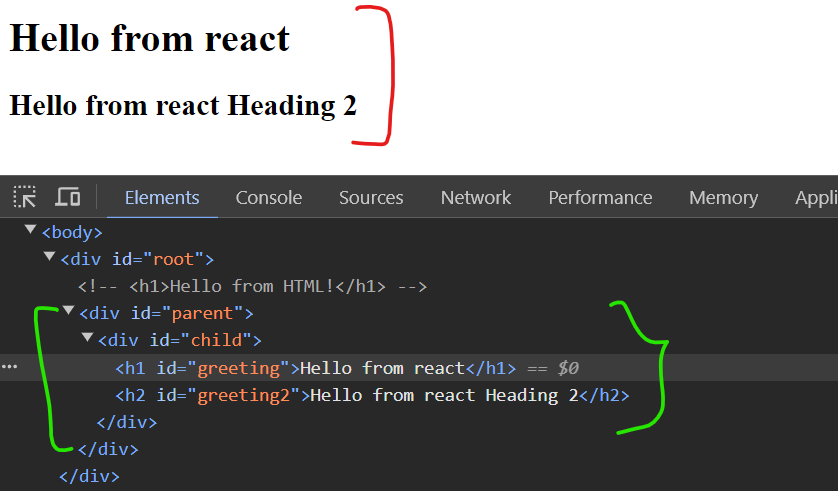 Hello from react
Hello from react Heading 2
Elements Console Sources Network Performance Memory Appli
<body>
<div id="root">
<!-- <h1>Hello from HTML!</h1> -->
<div id="parent">
<div id="child">
<h1 id="greeting">Hello from react</h1> == $0
<h2 id="greeting2">Hello from react Heading 2</h2>
</div>
</div>
</div>